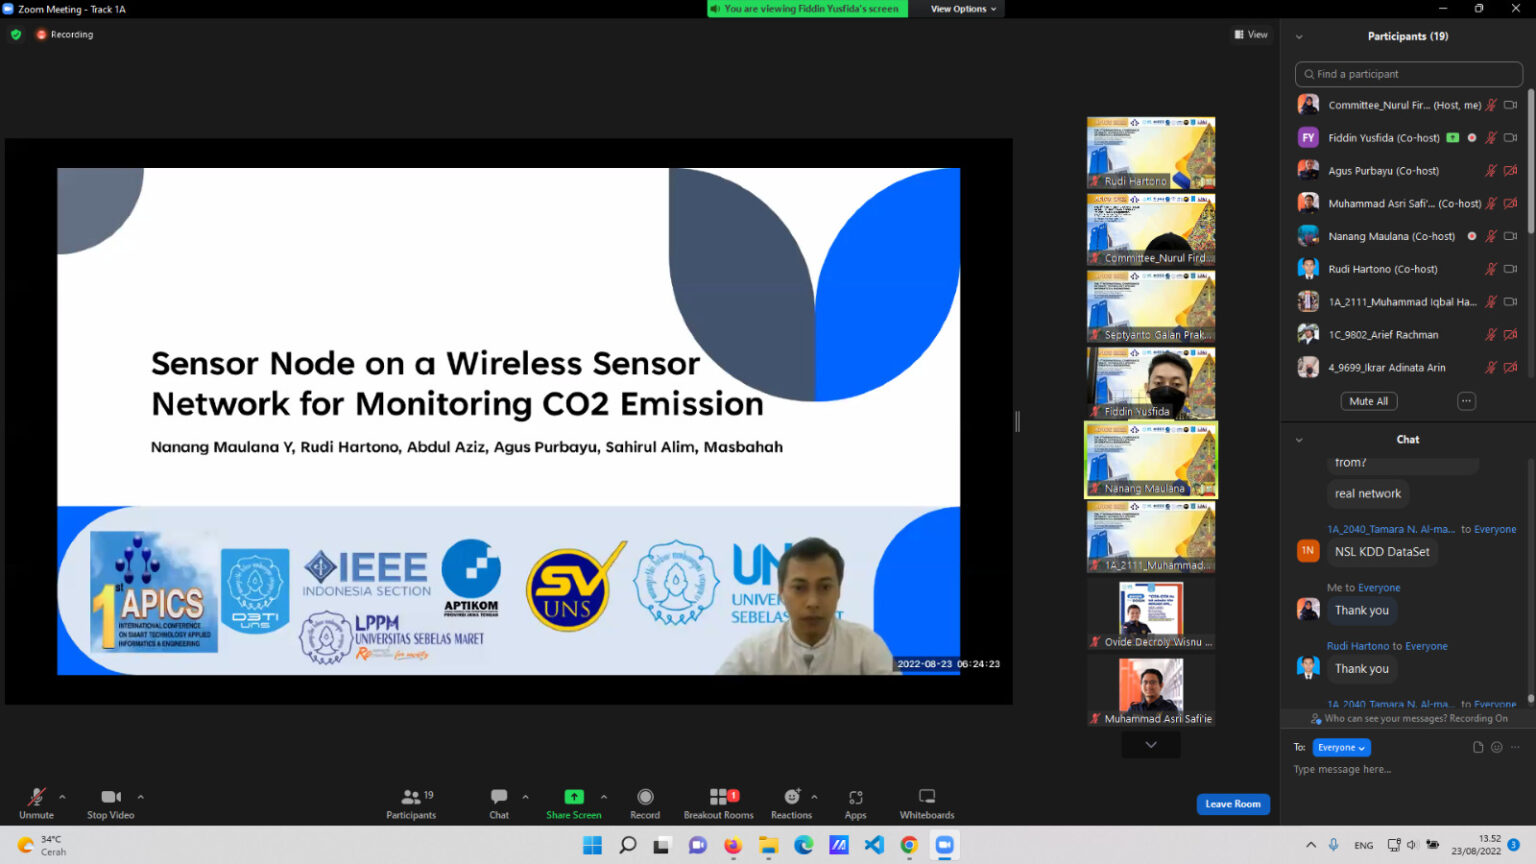 Zoom Meeting - Track 1A
You are viewing Fiddin Yusfida's screen
View Options
Recording
View
Sensor Node on a Wireless Sensor
Network for Monitoring CO2 Emission
Nanang Maulana Y, Rudi Hartono, Abdul Aziz, Agus Purbayu, Sahirul Alim, Masbahah
1st APICS
INTERNATIONAL CONFERENCE
ON SMART TECHNOLOGY APPLIED
INFORMATICS & ENGINEERING
D3TI
UNS
IEEE
INDONESIA SECTION
LPPM
UNIVERSITAS SEBELAS MARET
APTIKOM
SV
UNS
UN
UNIVER
SEBELAS MARET
2022-08-23 06:24:23
Rudi Hartono
Committee_Nurul Fird...
Septyanto Galan Prak...
Fiddin Yusfida
Nanang Maulana
1A_2111_Muhammad...
Ovide Decroly Wisnu ...
Muhammad Asri Safi'ie
Participants (19)
Find a participant
Committee_Nurul Fir... (Host, me)
FY
Fiddin Yusfida (Co-host)
Agus Purbayu (Co-host)
Muhammad Asri Safi'... (Co-host)
Nanang Maulana (Co-host)
Rudi Hartono (Co-host)
1A_2111_Muhammad Iqbal Ha...
1C_9802_Arief Rachman
4_9699_Ikrar Adinata Arin
Mute All
Chat
from?
real network
1A_2040_Tamara N. Al-ma... to Everyone
1N
NSL KDD DataSet
Me to Everyone
Thank you
Rudi Hartono to Everyone
Thank you
1A_2040_Tamara N. Al-ma... to Everyone
Who can see your messages? Recording On
To: Everyone
Type message here...
Unmute
Stop Video
19
Participants
Chat
Share Screen
Record
1
Breakout Rooms
Reactions
Apps
Whiteboards
Leave Room
34°C
Cerah
ENG
13.52
23/08/2022
3